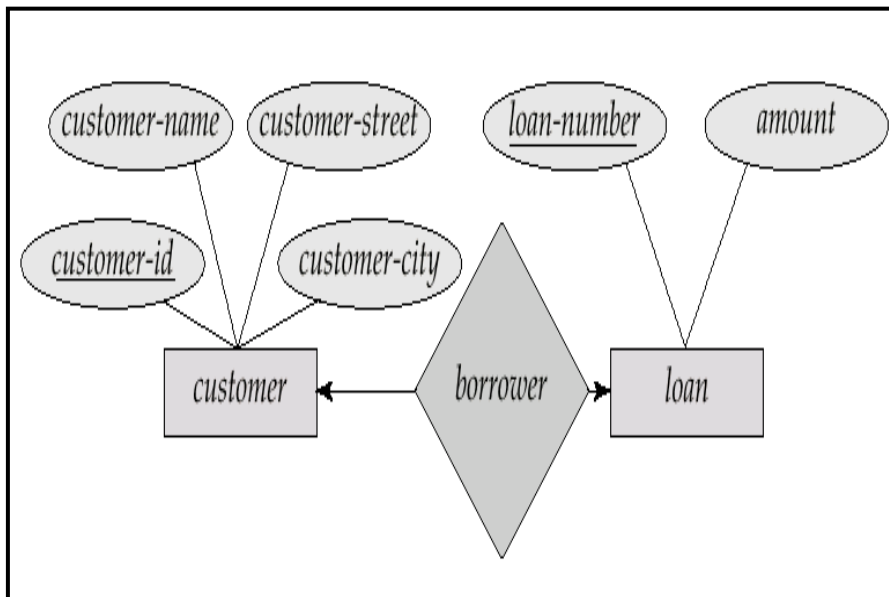 customer-name
customer-street
loan-number
amount
customer-id
customer-city
customer
borrower
loan